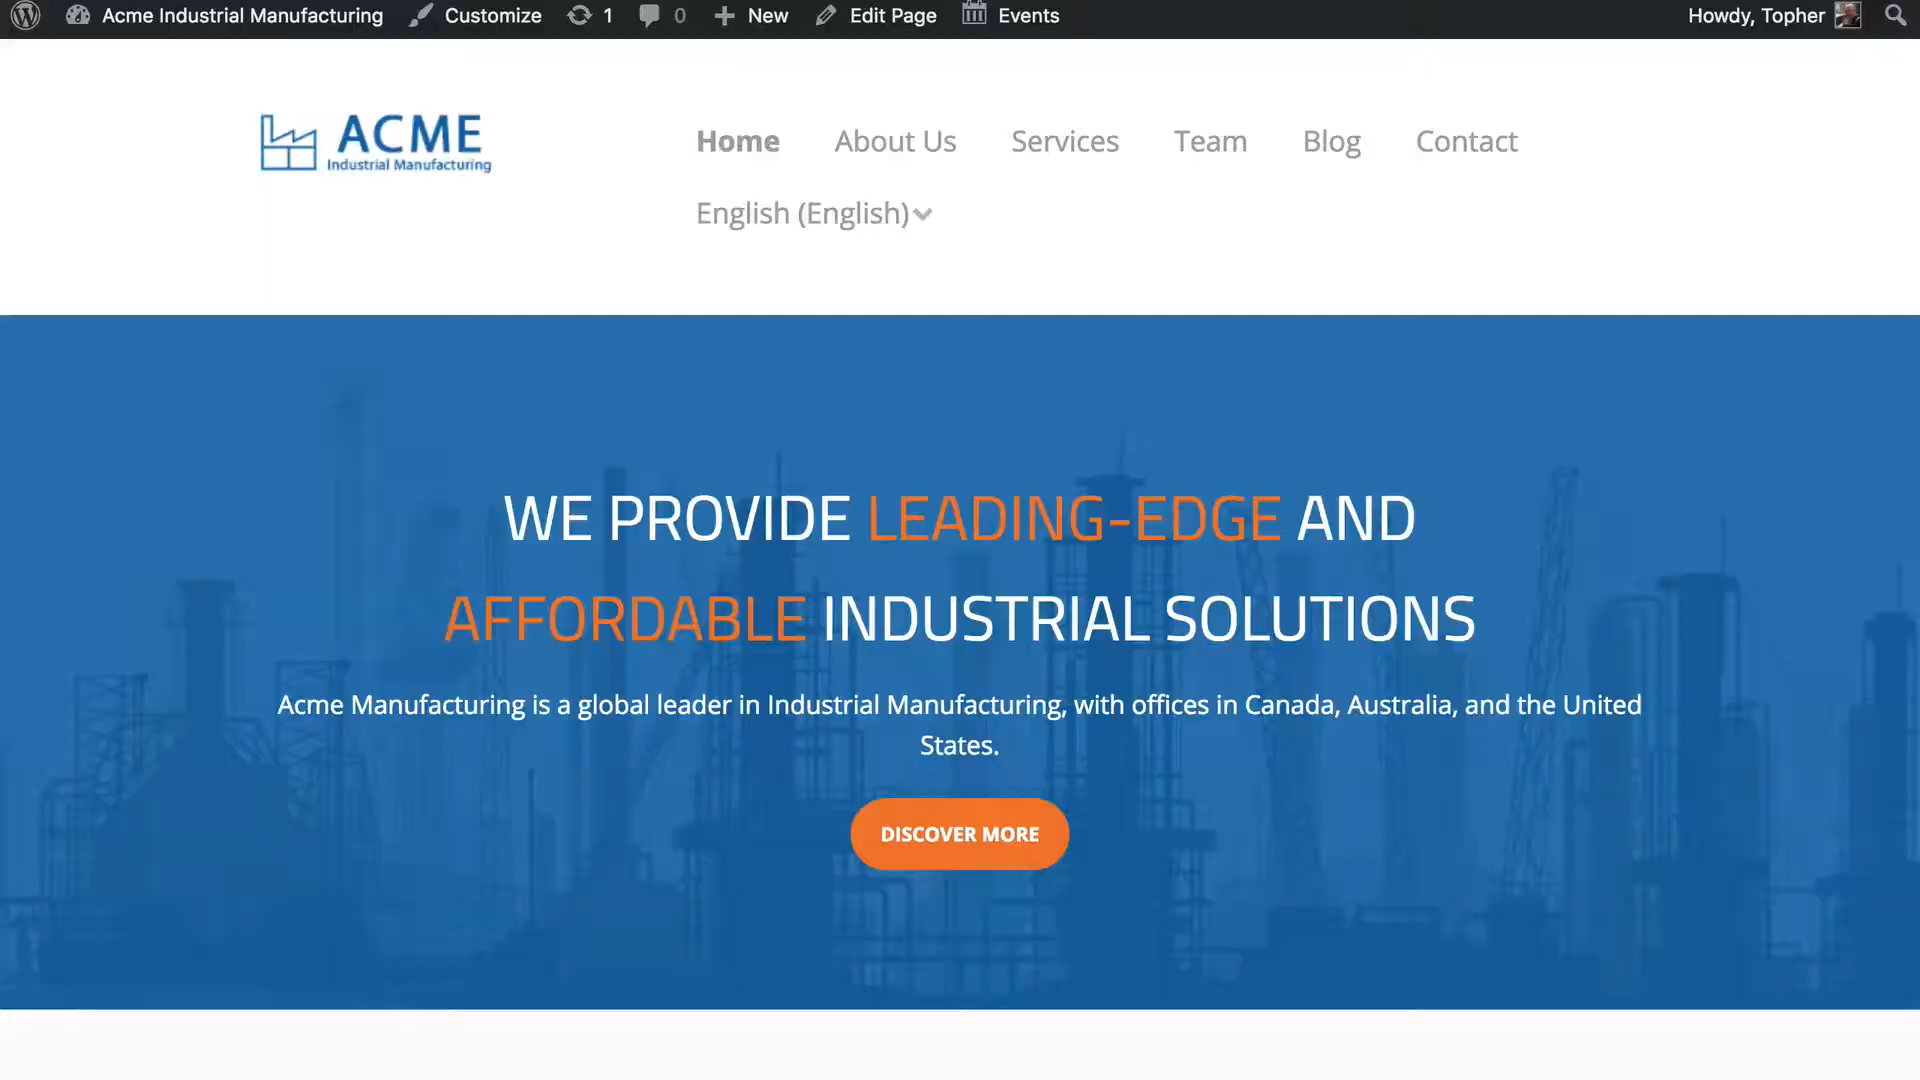 Acme Industrial Manufacturing Customize 1 0 New Edit Page Events Howdy, Topher
ACME
Industrial Manufacturing
Home About Us Services Team Blog Contact
English (English)
WE PROVIDE LEADING-EDGE AND
AFFORDABLE INDUSTRIAL SOLUTIONS
Acme Manufacturing is a global leader in Industrial Manufacturing, with offices in Canada, Australia, and the United
States.
DISCOVER MORE